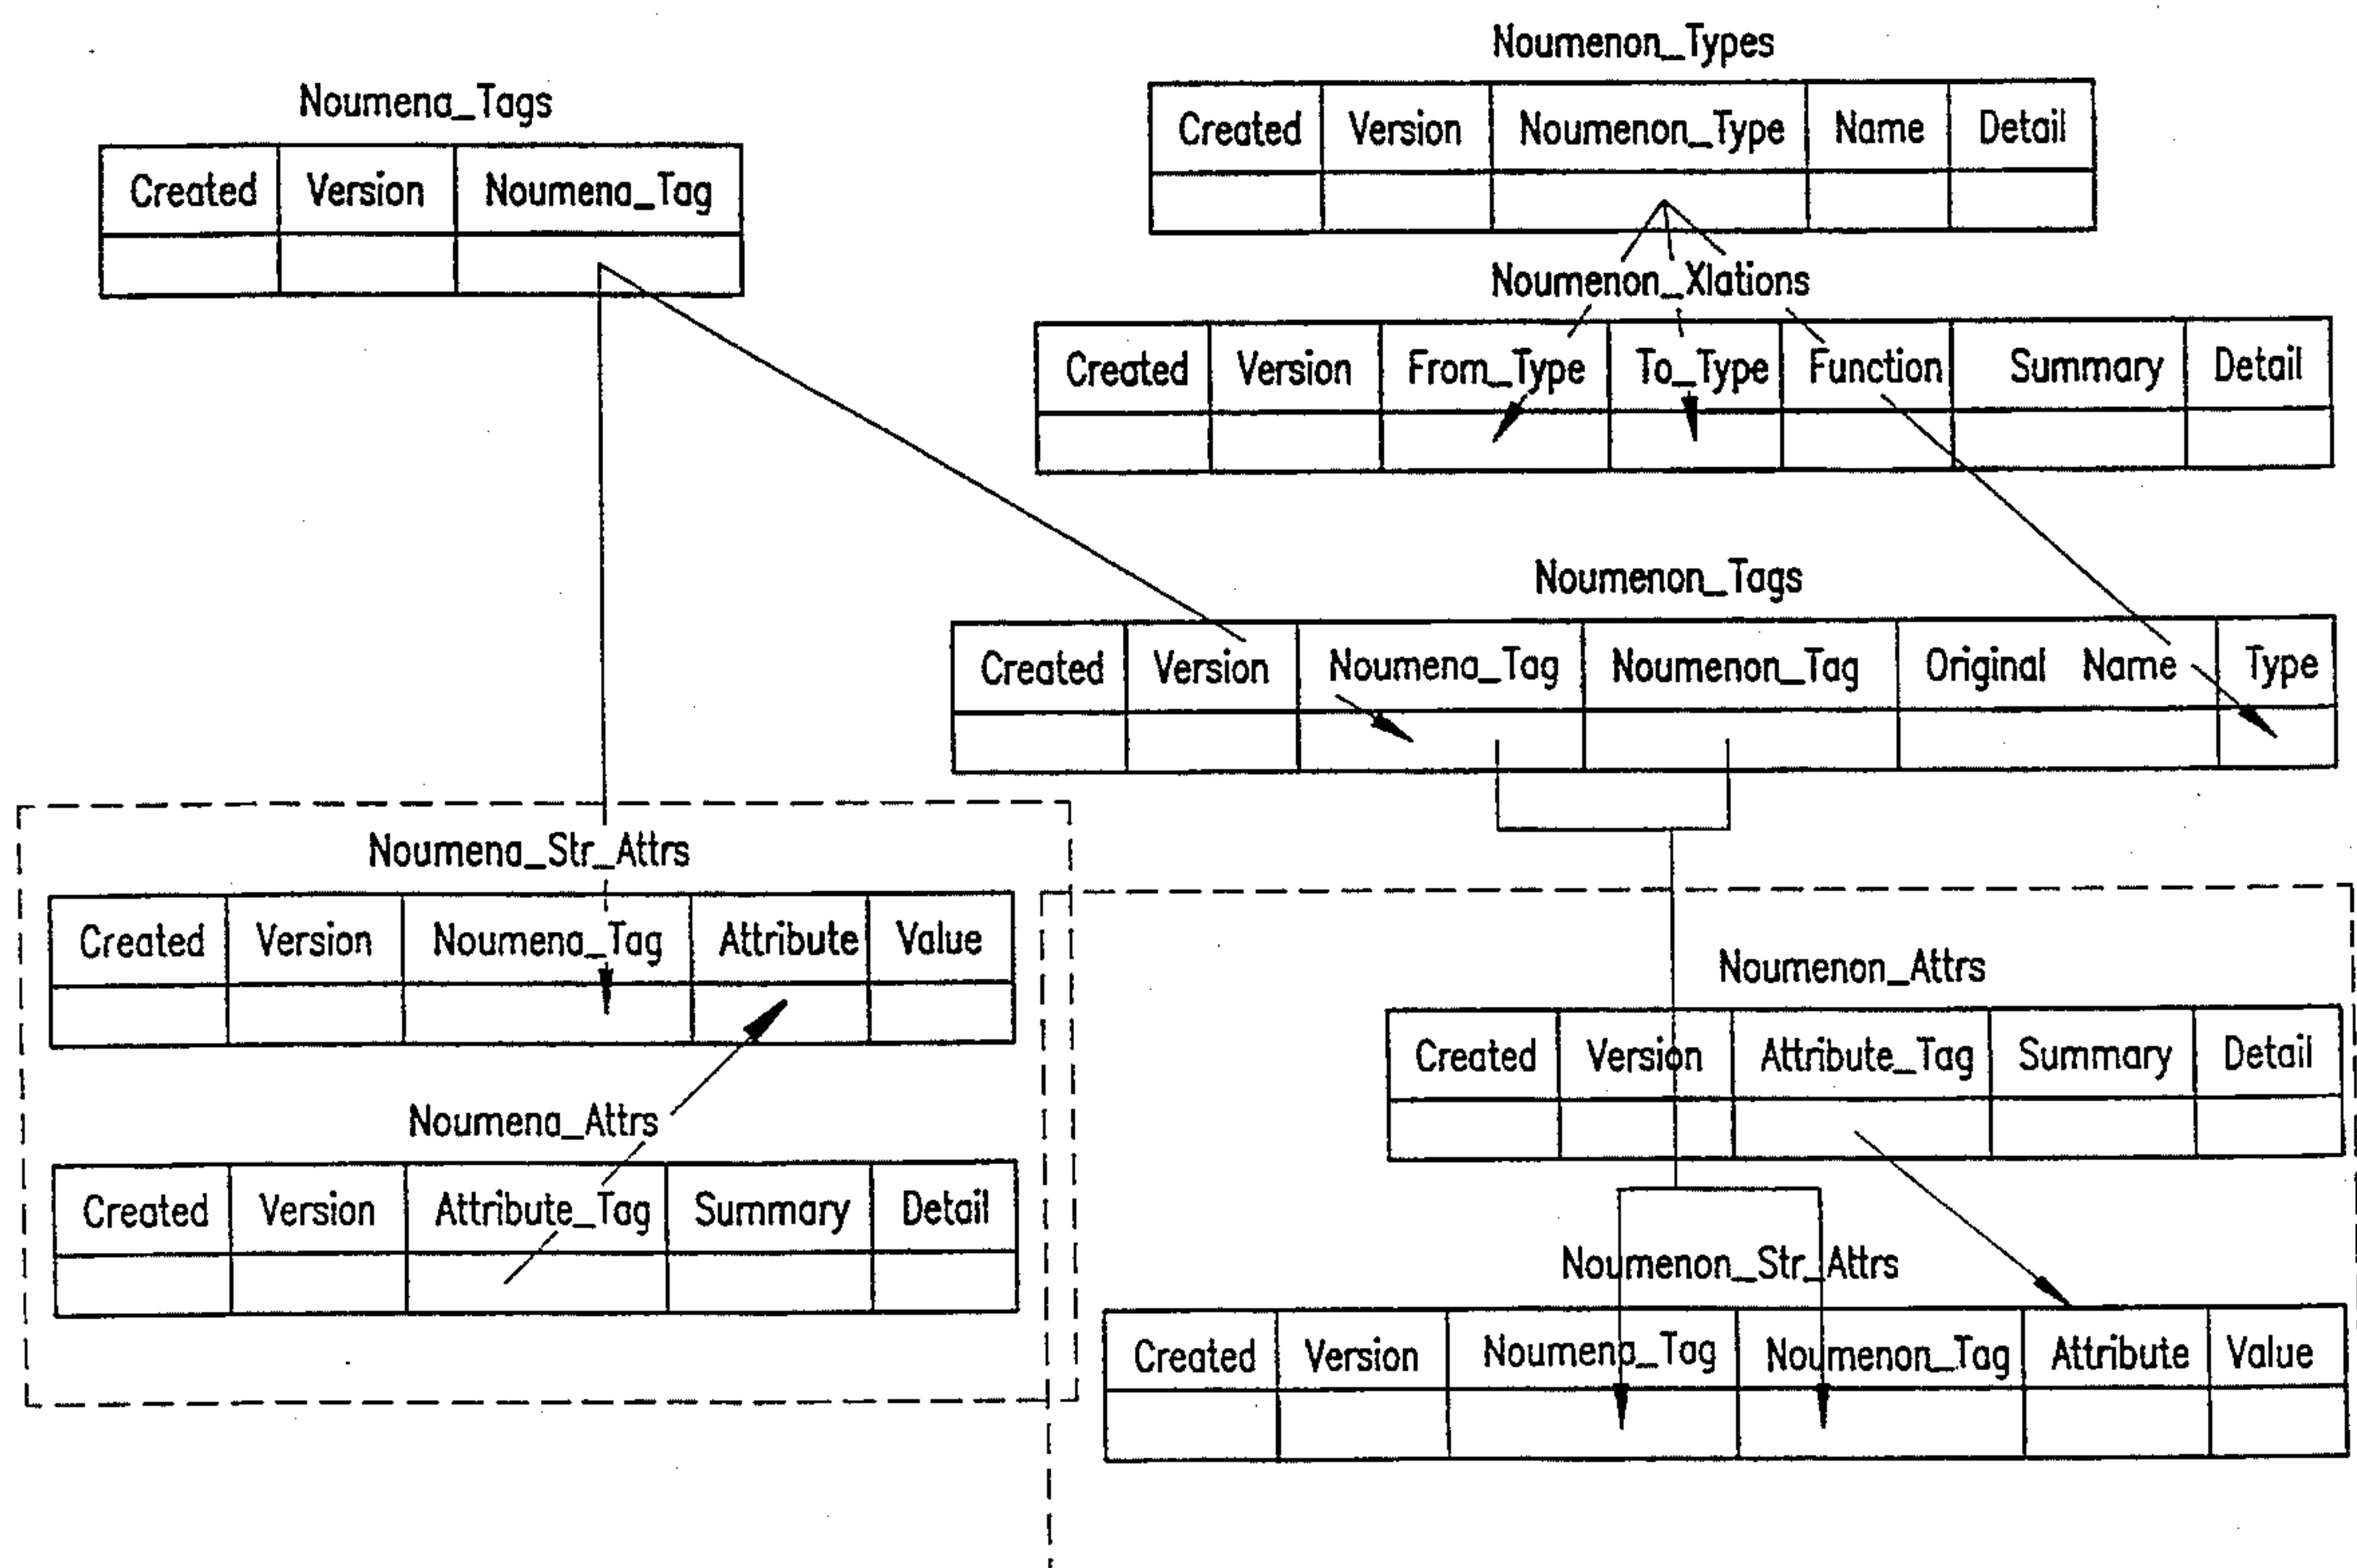 Noumena_Tags
Created Version Noumena_Tag
Noumenon_Types
Created Version Noumenon_Type Name Detail
Noumenon_Xlations
Created Version From_Type To_Type Function Summary Detail
Noumenon_Tags
Created Version Noumena_Tag Noumenon_Tag Original Name Type
Noumena_Str_Attrs
Created Version Noumena_Tag Attribute Value
Noumena_Attrs
Created Version Attribute_Tag Summary Detail
Noumenon_Attrs
Created Version Attribute_Tag Summary Detail
Noumenon_Str_Attrs
Created Version Noumena_Tag Noumenon_Tag Attribute Value